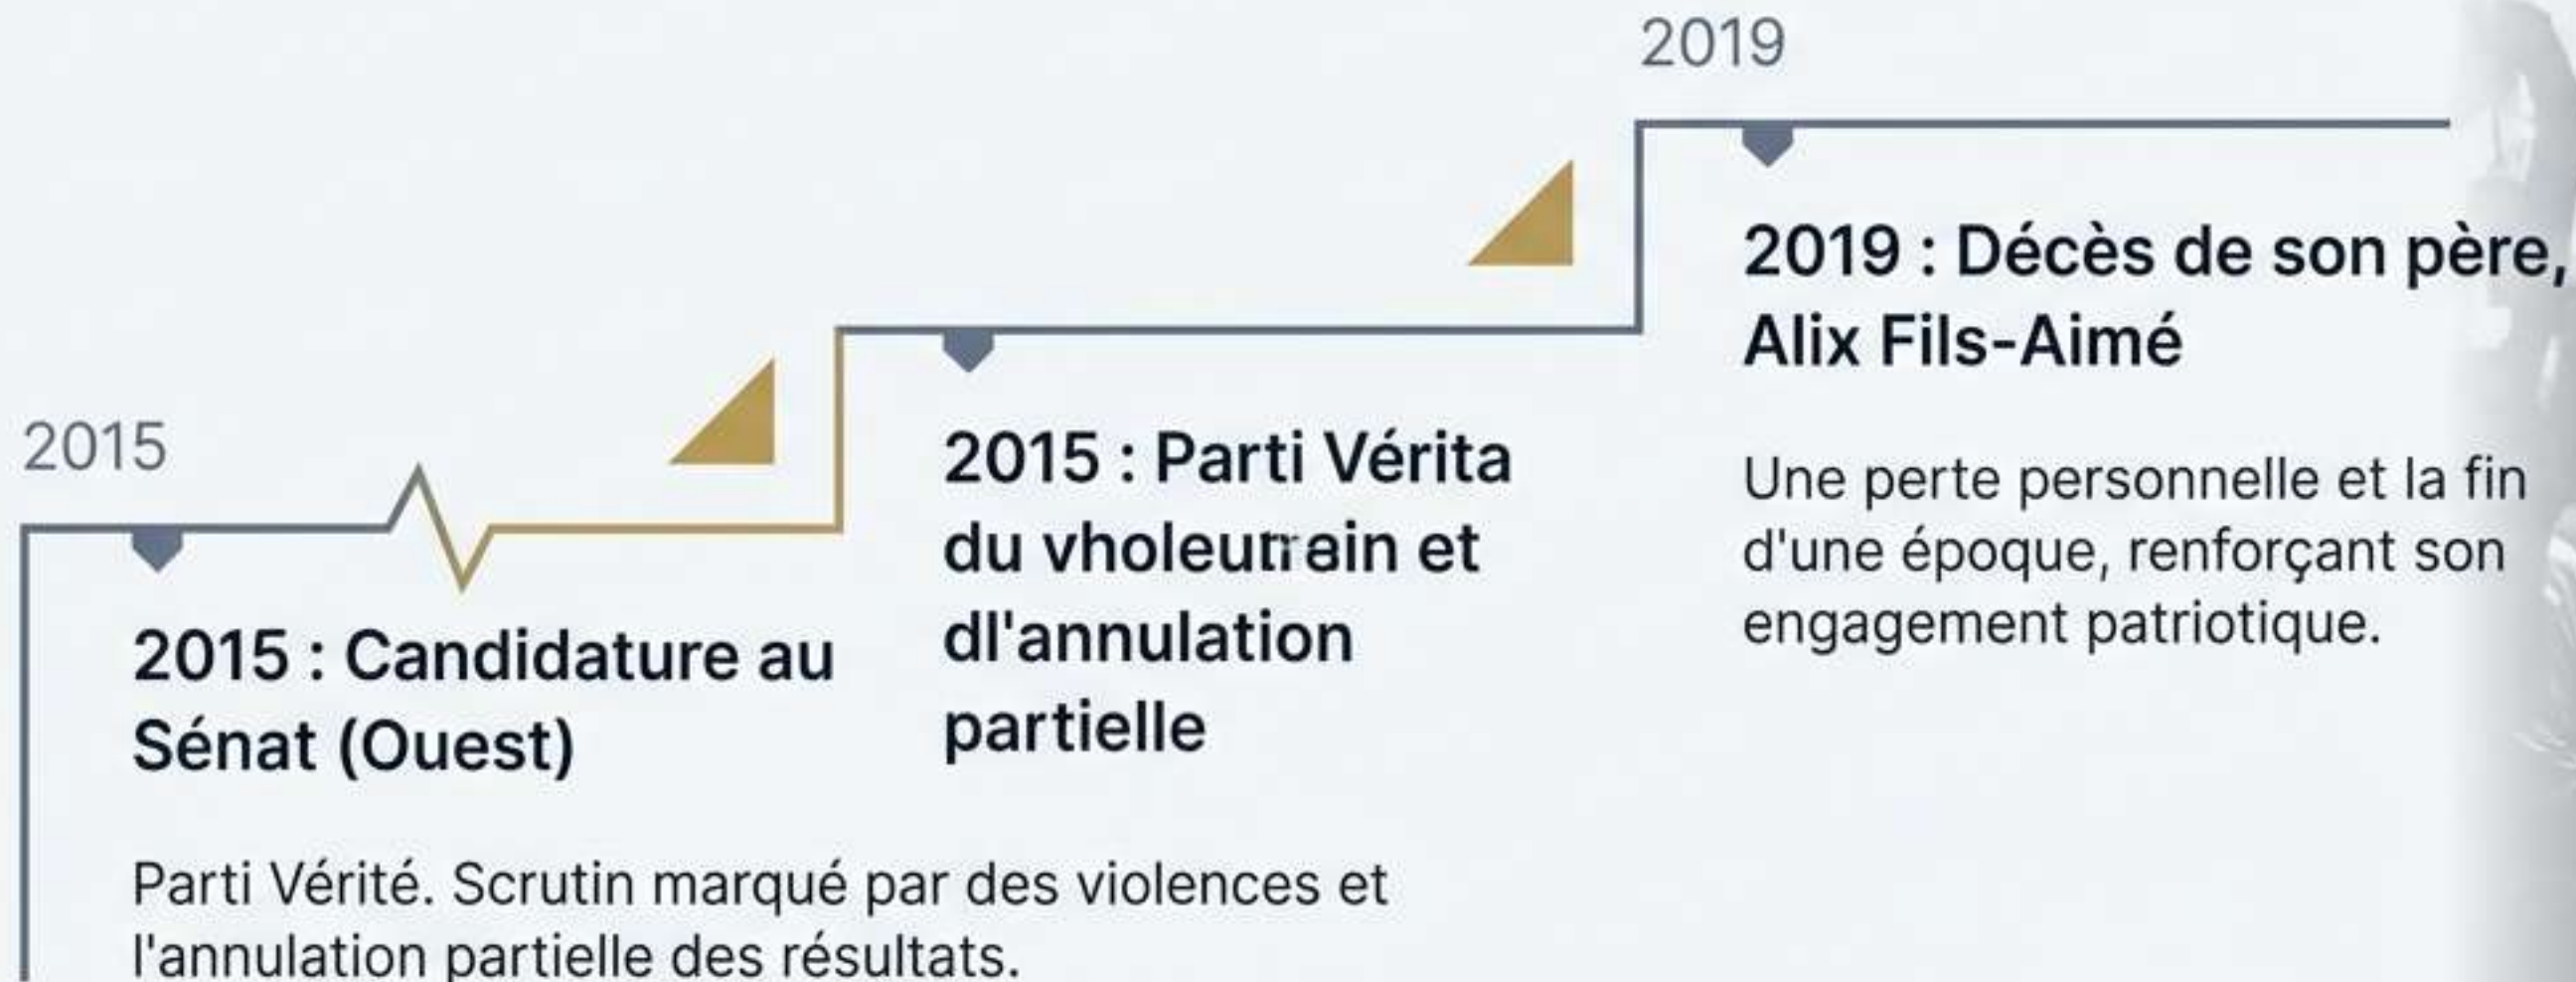 2015
2015 : Candidature au
Sénat (Ouest)
Parti Vérité. Scrutin marqué par des violences et
l'annulation partielle des résultats.
2015 : Parti Vérita
du et
dl'annulation
partielle
2019
2019 : Décès de son père,
Alix Fils-Aimé
Une perte personnelle et la fin
d'une époque, renforçant son
engagement patriotique.